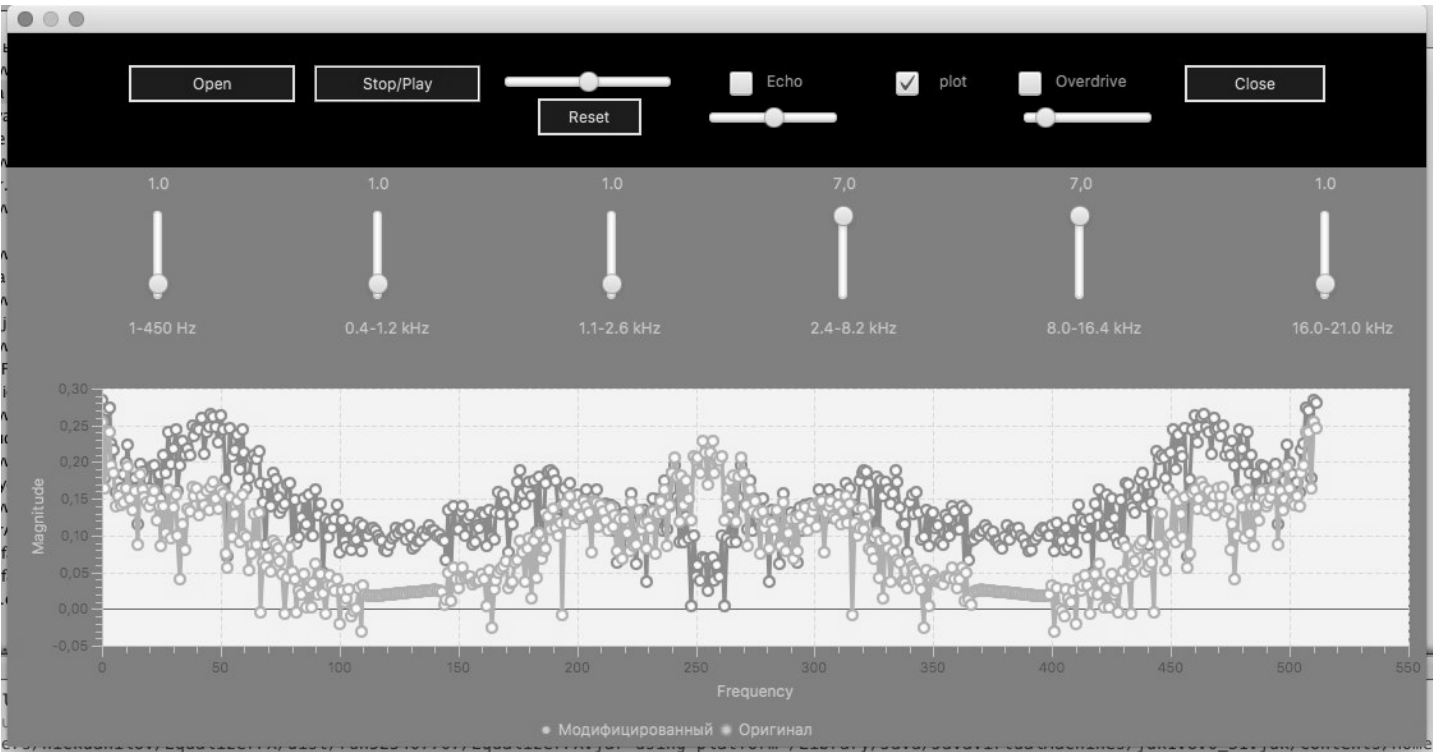 Open
Stop/Play
Echo
plot
Overdrive
Close
Reset
1.0
1.0
1.0
7,0
7,0
1.0
1-450 Hz
0.4-1.2 kHz
1.1-2.6 kHz
2.4-8.2 kHz
8.0-16.4 kHz
16.0-21.0 kHz
0,30
0,25
0,20
0,15
0,10
0,05
0,00
-0,05
Magnitude
0
50
100
150
200
250
300
350
400
450
500
550
Frequency
Модифицированный
Оригинал